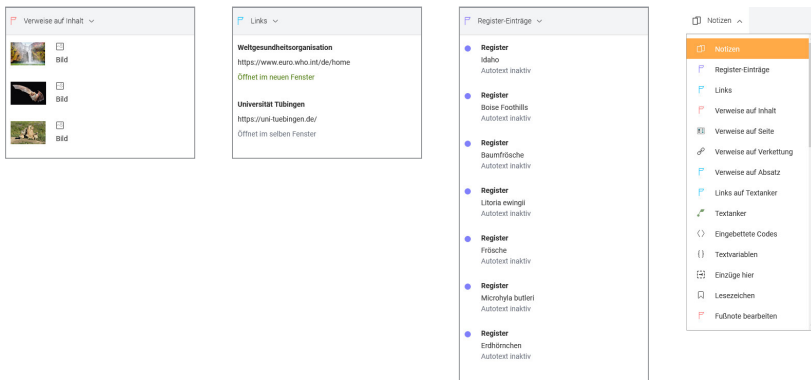 Verweise auf Inhalt
Bild
Bild
Bild
Links
Weltgesundheitsorganisation
https://www.euro.who.int/de/home
Öffnet im neuen Fenster
Universität Tübingen
https://uni-tuebingen.de/
Öffnet im selben Fenster
Register-Einträge
Register
Idaho
Autotext inaktiv
Register
Boise Foothills
Autotext inaktiv
Register
Baumfrösche
Autotext inaktiv
Register
Litoria ewingii
Autotext inaktiv
Register
Frösche
Autotext inaktiv
Register
Microhyla butleri
Autotext inaktiv
Register
Erdhörnchen
Autotext inaktiv
Notizen
Notizen
Register-Einträge
Links
Verweise auf Inhalt
Verweise auf Seite
Verweise auf Verkettung
Verweise auf Absatz
Links auf Textanker
Textanker
Eingebettete Codes
Textvariablen
Einzüge hier
Lesezeichen
Fußnote bearbeiten